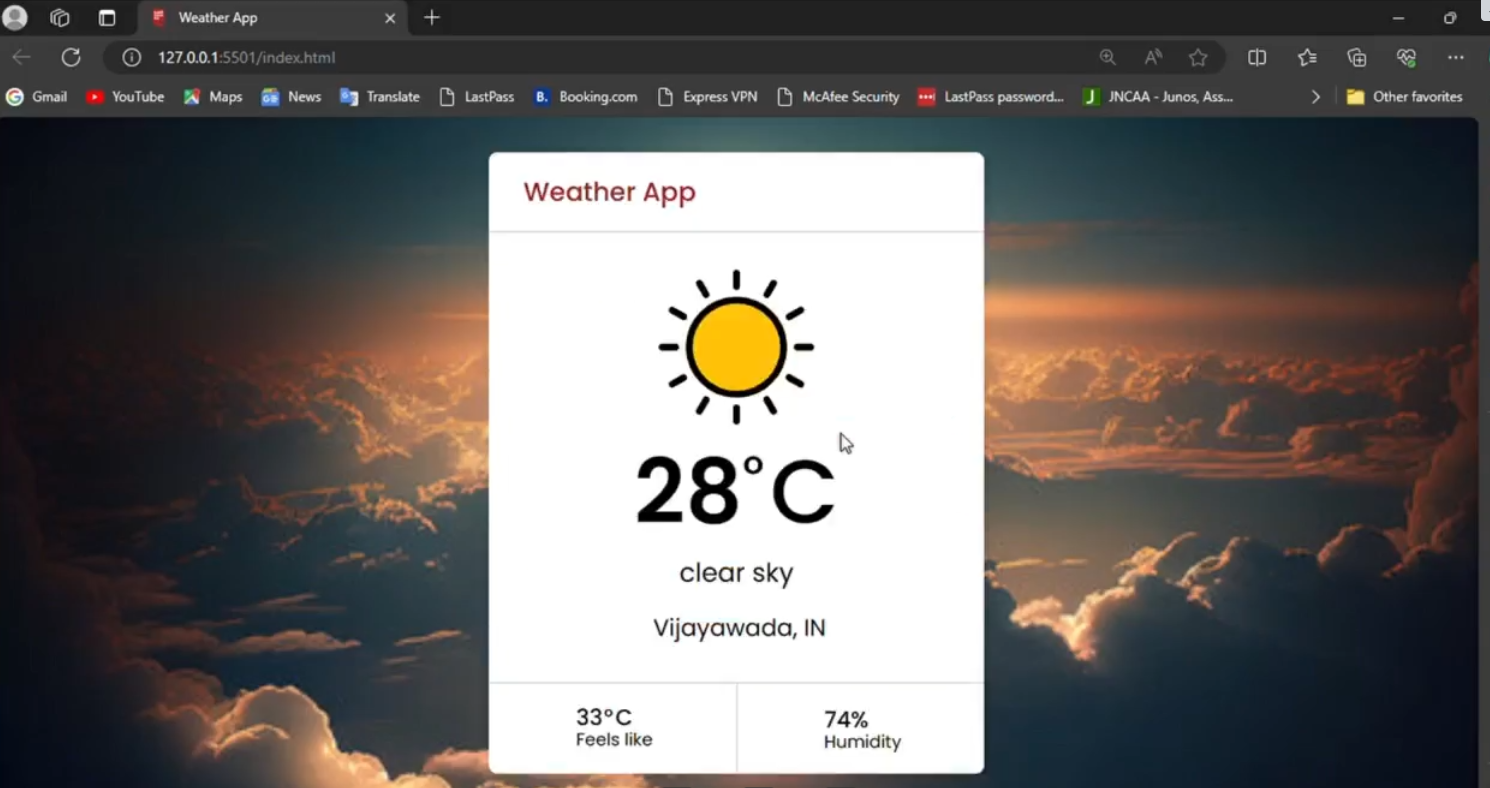 Weather App
127.0.0.1:5501/index.html
Gmail YouTube Maps News Translate LastPass Booking.com Express VPN McAfee Security LastPass password... JNCAA - Junos, Ass... Other favorites
Weather App
28°C
clear sky
Vijayawada, IN
33°C 74%
Feels like Humidity